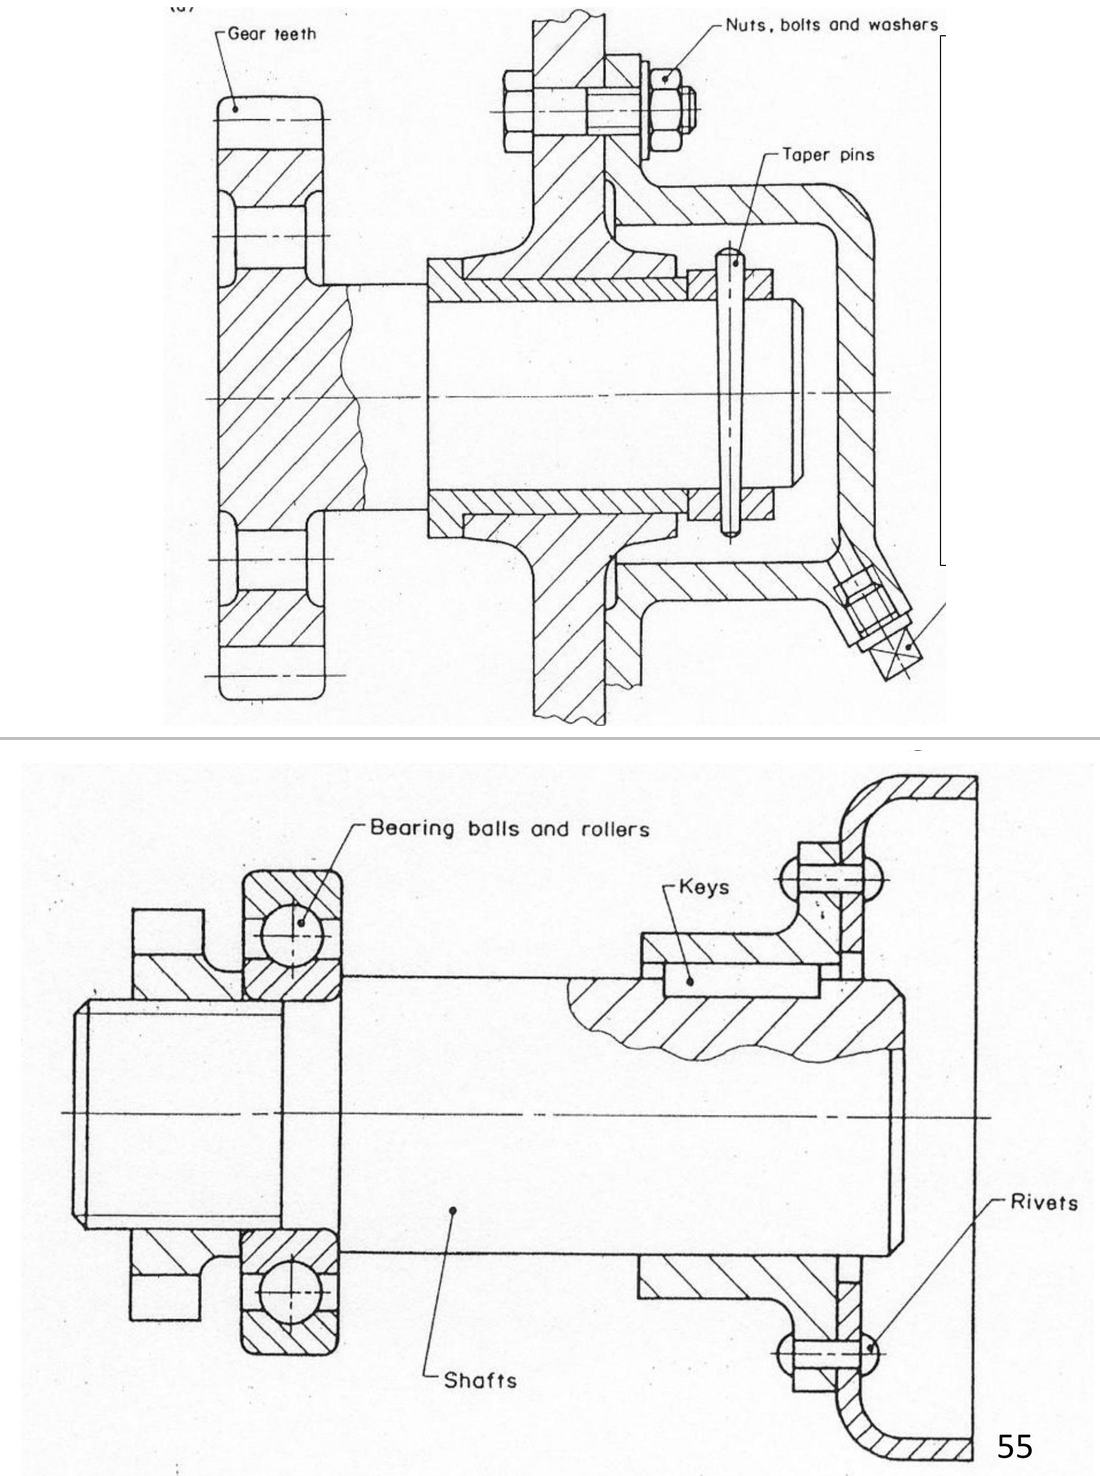 Gear teeth
Nuts, bolts and washers
Taper pins
Bearing balls and rollers
Keys
Rivets
Shafts
55